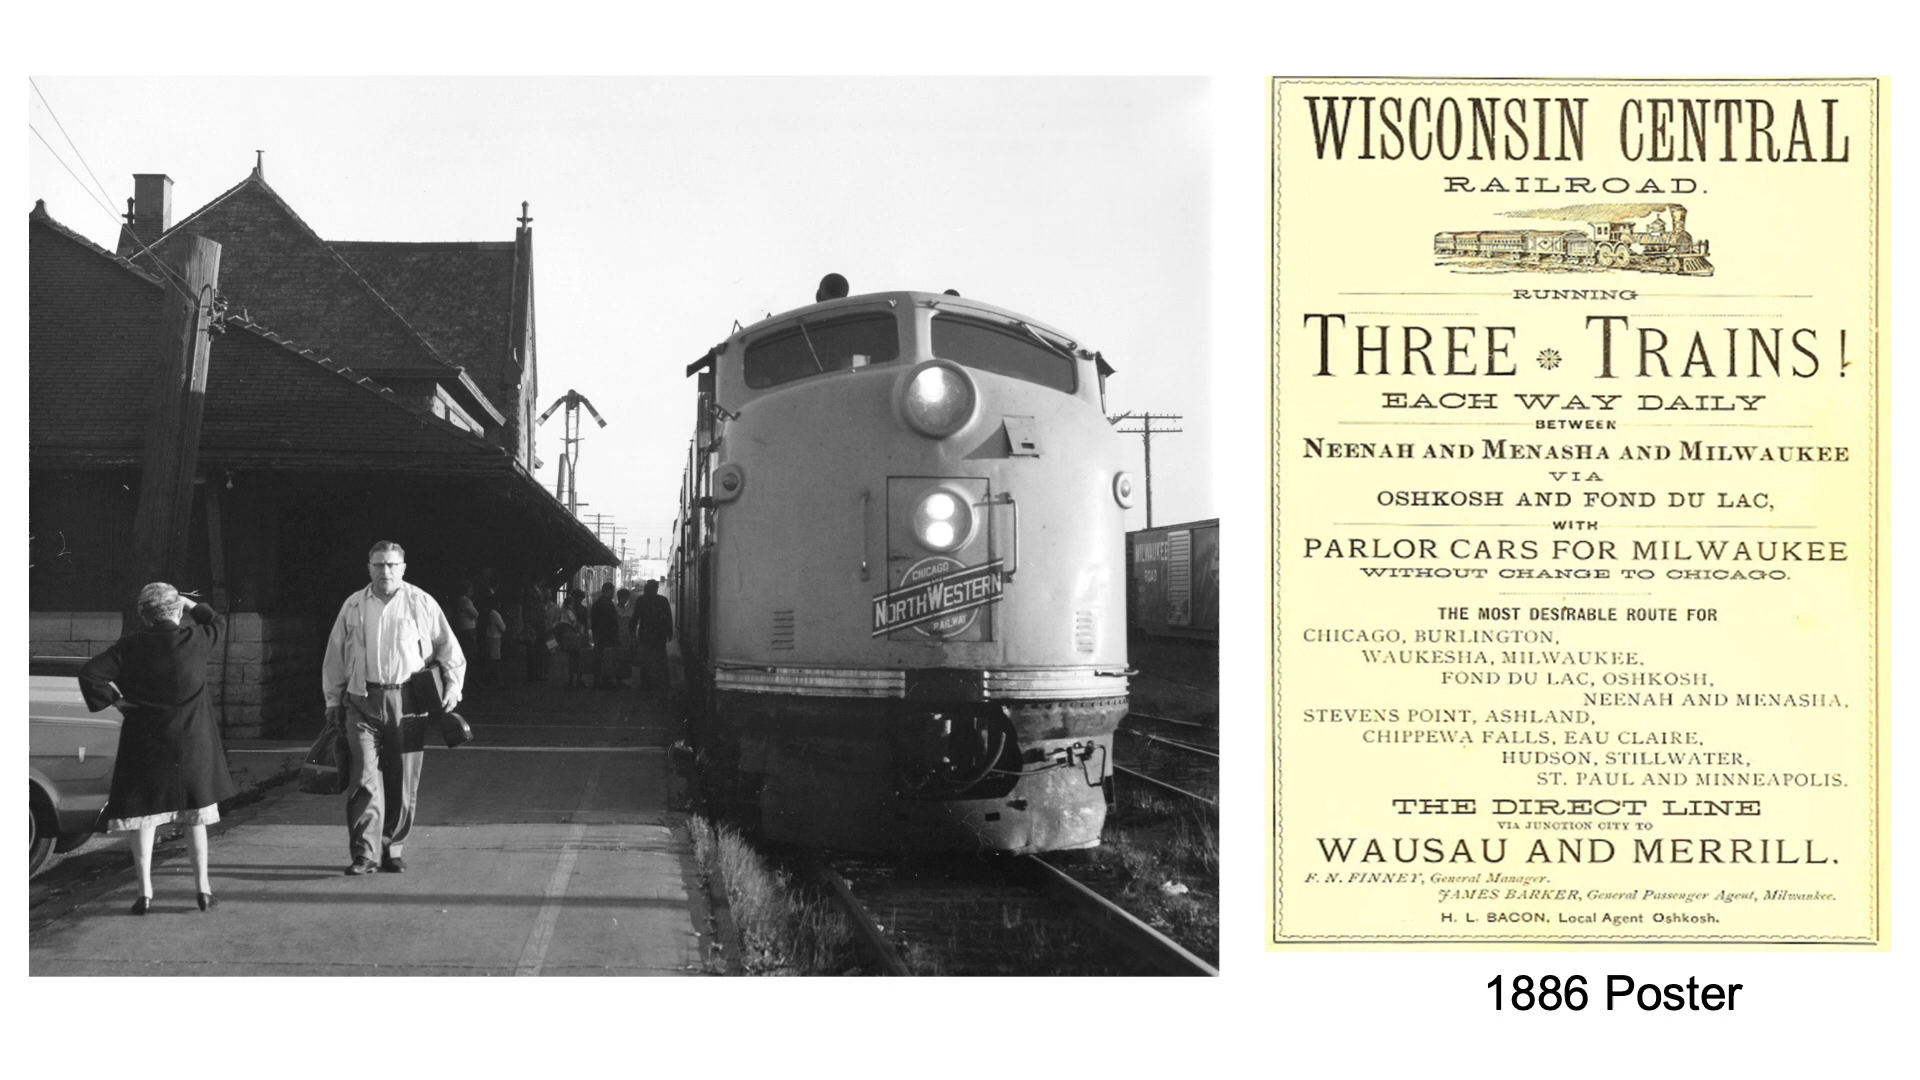 CHICAGO
AND
NORTH WESTERN
RAILWAY
MILWAUKEE
ROAD
WISCONSIN CENTRAL
RAILROAD.
RUNNING
THREE TRAINS!
EACH WAY DAILY
BETWEEN
NEENAH AND MENASHA AND MILWAUKEE
VIA
OSHKOSH AND FOND DU LAC,
WITH
PARLOR CARS FOR MILWAUKEE
WITHOUT CHANGE TO CHICAGO.
THE MOST DESIRABLE ROUTE FOR
CHICAGO, BURLINGTON,
WAUKESHA, MILWAUKEE,
FOND DU LAC, OSHKOSH,
NEENAH AND MENASHA,
STEVENS POINT, ASHLAND,
CHIPPEWA FALLS, EAU CLAIRE,
HUDSON, STILLWATER,
ST. PAUL AND MINNEAPOLIS.
THE DIRECT LINE
VIA JUNCTION CITY TO
WAUSAU AND MERRILL.
F. N. FINNEY, General Manager.
JAMES BARKER, General Passenger Agent, Milwaukee.
H. L. BACON, Local Agent Oshkosh.
1886 Poster